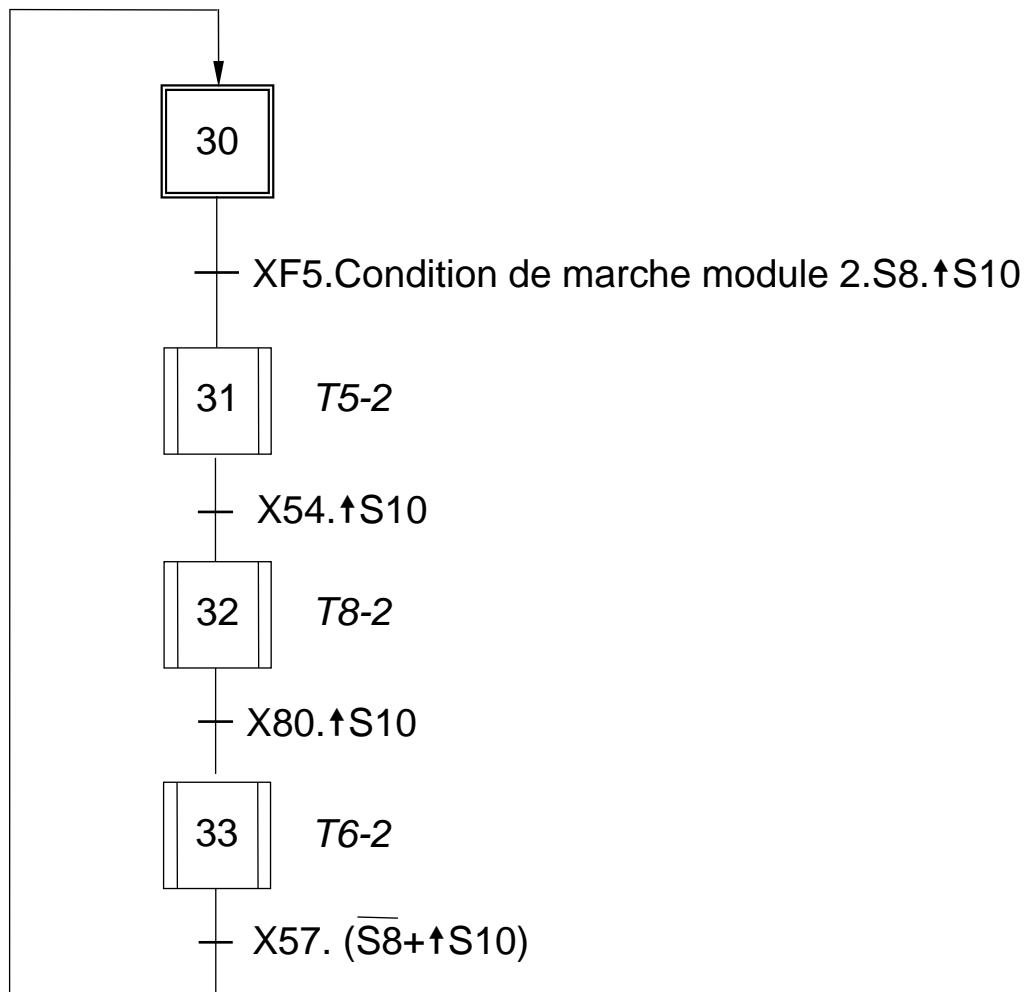 30
XF5.Condition de marche module 2.S8.↑S10
31 T5-2
X54.↑S10
32 T8-2
X80.↑S10
33 T6-2
X57. (S̅8̅+↑S10)